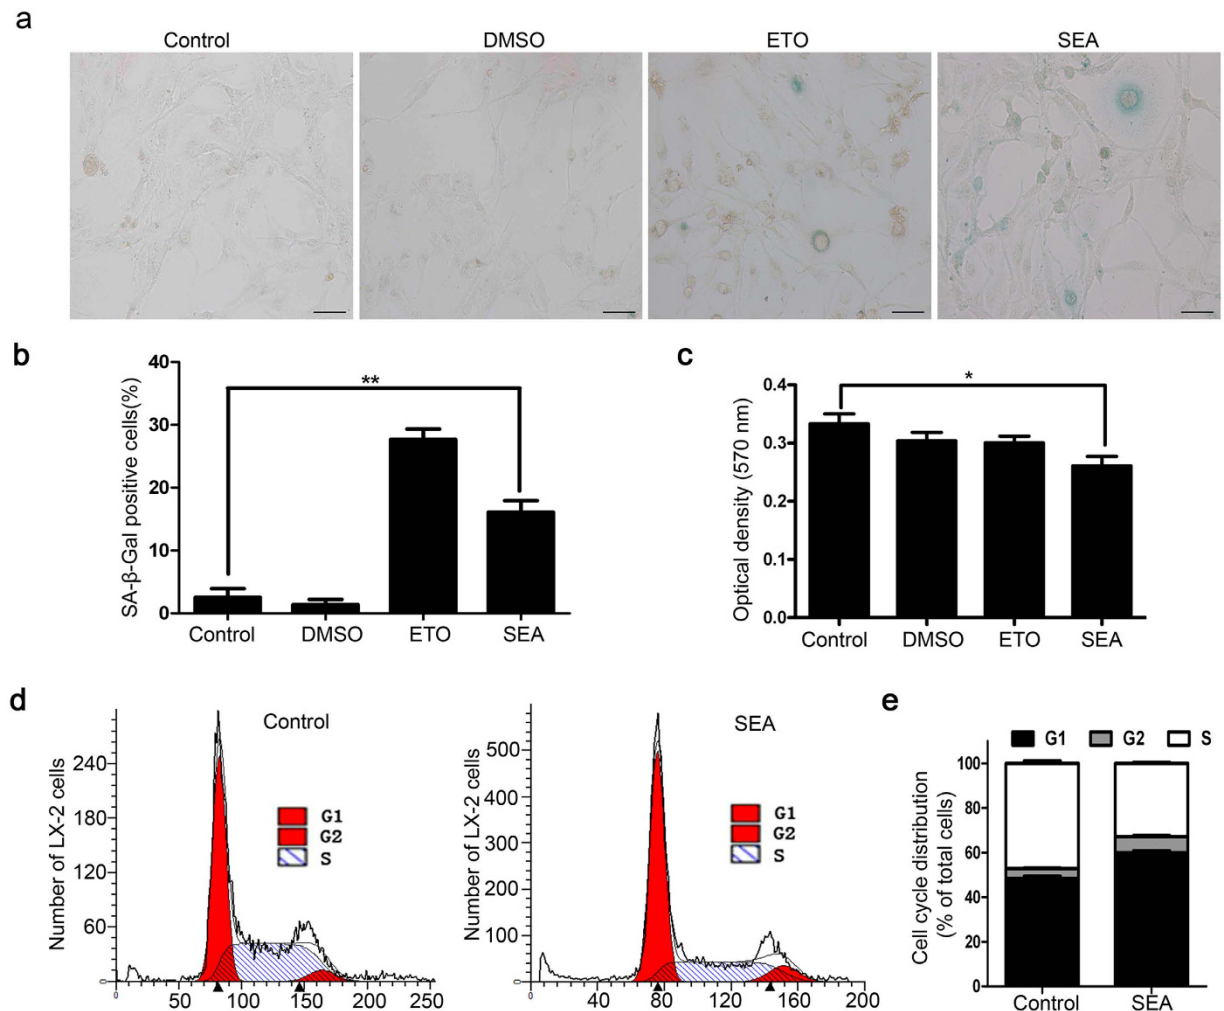 a
Control DMSO ETO SEA
b
SA-β-Gal positive cells(%)
40
30
20
10
0
**
Control DMSO ETO SEA
c
Optical density (570 nm)
0.4
0.3
0.2
0.1
0.0
*
Control DMSO ETO SEA
d
Number of LX-2 cells
Control
240
180
120
60
0
G1
G2
S
0 50 100 150 200 250
Number of LX-2 cells
SEA
500
400
300
200
100
0
G1
G2
S
0 40 80 120 160 200
e
G1 G2 S
Cell cycle distribution
(% of total cells)
100
80
60
40
20
0
Control SEA